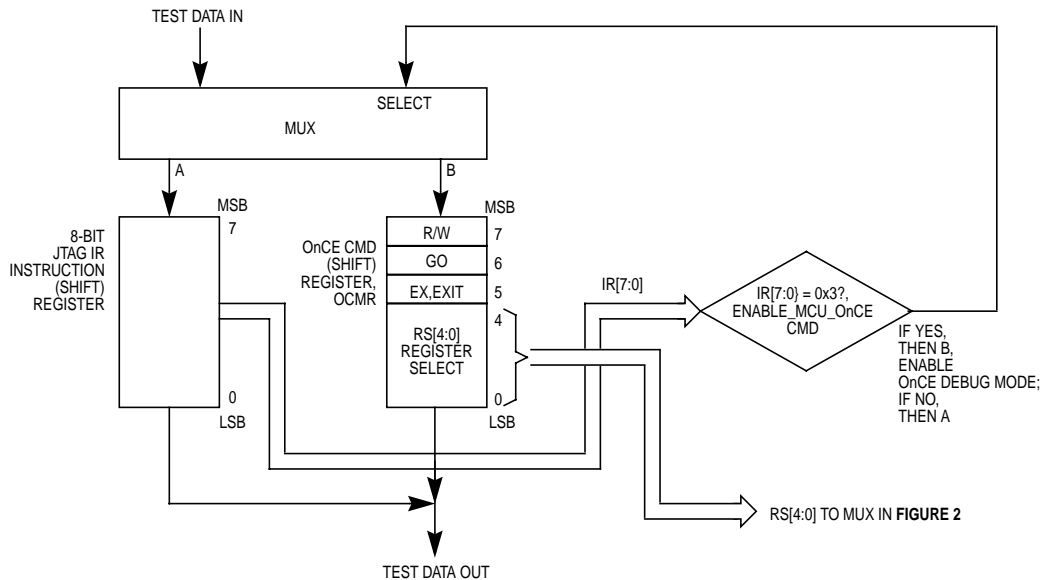 TEST DATA IN
SELECT
MUX
A
B
MSB
7
8-BIT
JTAG IR
INSTRUCTION
(SHIFT)
REGISTER
0
LSB
OnCE CMD
(SHIFT)
REGISTER,
OCMR
MSB
R/W
7
GO
6
EX,EXIT
5
4
RS[4:0]
REGISTER
SELECT
0
LSB
IR[7:0]
IR[7:0} = 0x3?,
ENABLE_MCU_OnCE
CMD
IF YES,
THEN B,
ENABLE
OnCE DEBUG MODE;
IF NO,
THEN A
RS[4:0] TO MUX IN FIGURE 2
TEST DATA OUT